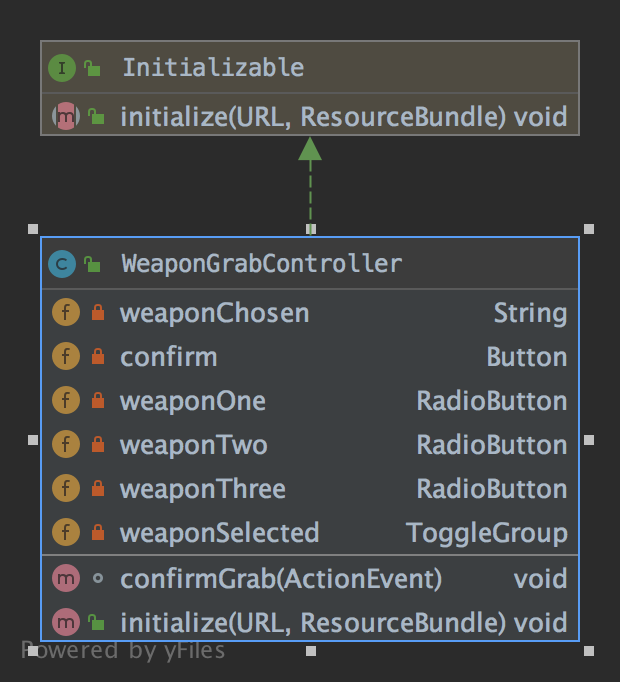 I Initializable
m initialize(URL, ResourceBundle) void
C WeaponGrabController
f weaponChosen String
f confirm Button
f weaponOne RadioButton
f weaponTwo RadioButton
f weaponThree RadioButton
f weaponSelected ToggleGroup
m confirmGrab(ActionEvent) void
m initialize(URL, ResourceBundle) void
Powered by yFiles